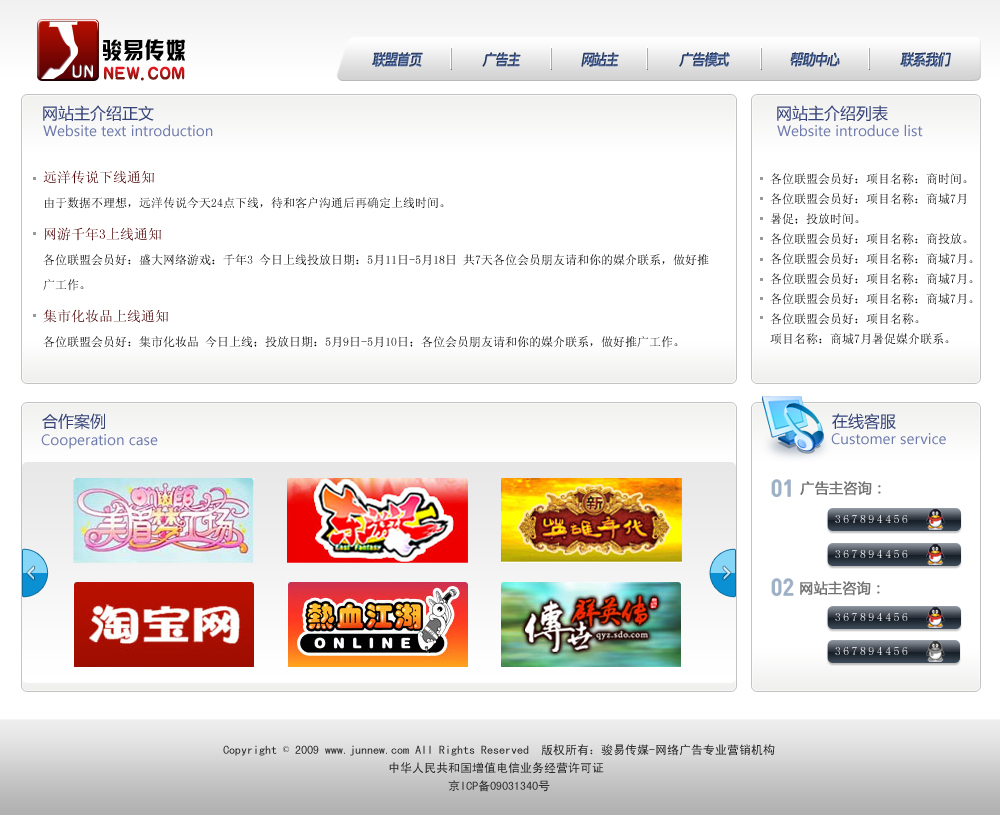 JUN
骏易传媒
NEW.COM
联盟首页 广告主 网站主 广告模式 帮助中心 联系我们
网站主介绍正文
Website text introduction
远洋传说下线通知
由于数据不理想，远洋传说今天24点下线，待和客户沟通后再确定上线时间。
网游千年3上线通知
各位联盟会员好：盛大网络游戏：千年3 今日上线投放日期：5月11日-5月18日 共7天各位会员朋友请和你的媒介联系，做好推
广工作。
集市化妆品上线通知
各位联盟会员好：集市化妆品 今日上线；投放日期：5月9日-5月10日；各位会员朋友请和你的媒介联系，做好推广工作。
网站主介绍列表
Website introduce list
各位联盟会员好：项目名称：商时间。
各位联盟会员好：项目名称：商城7月
暑促；投放时间。
各位联盟会员好：项目名称：商投放。
各位联盟会员好：项目名称：商城7月。
各位联盟会员好：项目名称：商城7月。
各位联盟会员好：项目名称：商城7月。
各位联盟会员好：项目名称。
项目名称：商城7月暑促媒介联系。
合作案例
Cooperation case
东游记
East Fantasy
新
英雄年代
淘宝网
熱血江湖
ONLINE
傳世
群英傳
qyz.sdo.com
在线客服
Customer service
01 广告主咨询：
367894456
367894456
02 网站主咨询：
367894456
367894456
Copyright © 2009 www.junnew.com All Rights Reserved 版权所有：骏易传媒-网络广告专业营销机构
中华人民共和国增值电信业务经营许可证
京ICP备09031340号